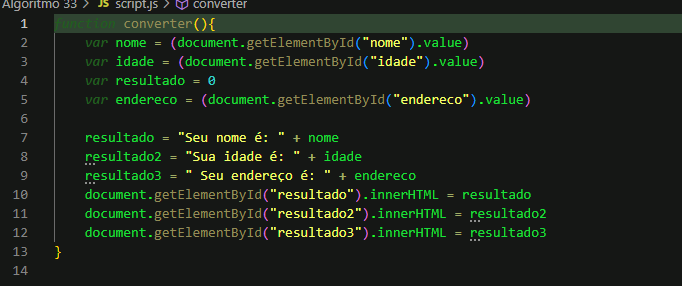 Algoritmo 33 > JS script.js > converter
1 function converter(){
2 var nome = (document.getElementById("nome").value)
3 var idade = (document.getElementById("idade").value)
4 var resultado = 0
5 var endereco = (document.getElementById("endereco").value)
6
7 resultado = "Seu nome é: " + nome
8 resultado2 = "Sua idade é: " + idade
9 resultado3 = " Seu endereço é: " + endereco
10 document.getElementById("resultado").innerHTML = resultado
11 document.getElementById("resultado2").innerHTML = resultado2
12 document.getElementById("resultado3").innerHTML = resultado3
13 }
14